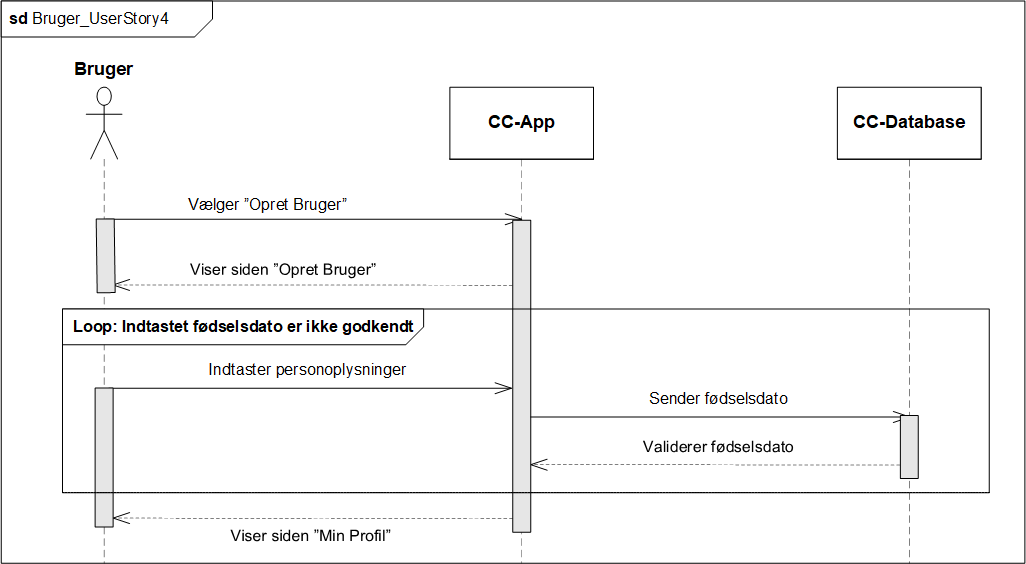 sd Bruger_UserStory4
Bruger
CC-App
CC-Database
Vælger ”Opret Bruger”
Viser siden ”Opret Bruger”
Loop: Indtastet fødselsdato er ikke godkendt
Indtaster personoplysninger
Sender fødselsdato
Validerer fødselsdato
Viser siden ”Min Profil”